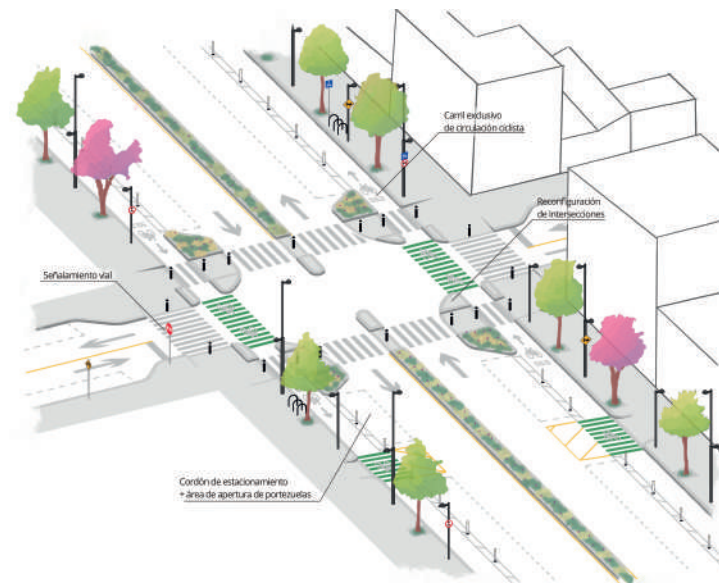 Carril exclusivo
de circulación ciclista
Reconfiguración
de intersecciones
Señalamiento vial
Cordón de estacionamiento
+ área de apertura de portezuelas